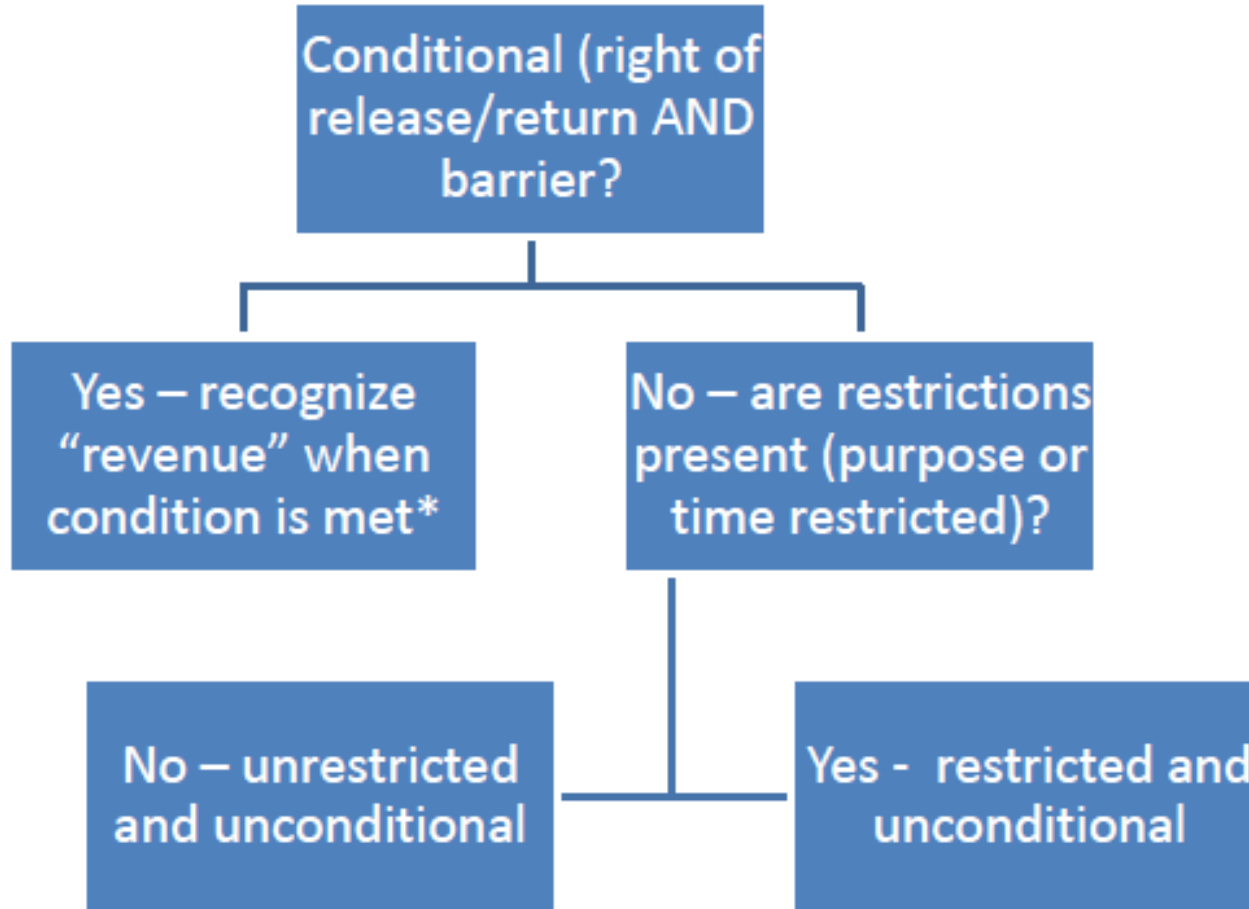 Conditional (right of
release/return AND
barrier?
Yes – recognize
“revenue” when
condition is met*
No – are restrictions
present (purpose or
time restricted)?
No – unrestricted
and unconditional
Yes -  restricted and
unconditional